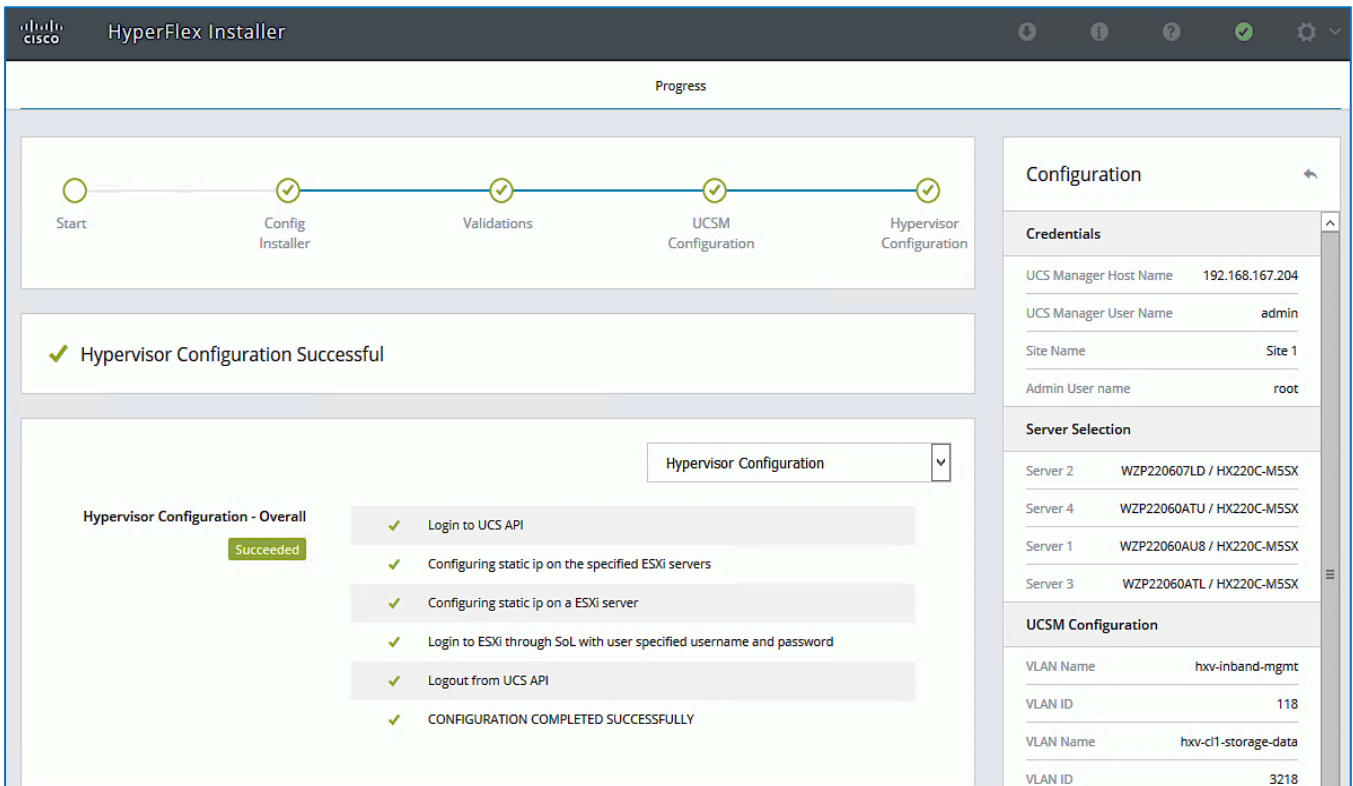 cisco
HyperFlex Installer
Progress
Start
Config
Installer
Validations
UCSM
Configuration
Hypervisor
Configuration
Hypervisor Configuration Successful
Hypervisor Configuration
Hypervisor Configuration - Overall
Succeeded
Login to UCS API
Configuring static ip on the specified ESXi servers
Configuring static ip on a ESXi server
Login to ESXi through SoL with user specified username and password
Logout from UCS API
CONFIGURATION COMPLETED SUCCESSFULLY
Configuration
Credentials
UCS Manager Host Name 192.168.167.204
UCS Manager User Name admin
Site Name Site 1
Admin User name root
Server Selection
Server 2 WZP220607LD / HX220C-M5SX
Server 4 WZP22060ATU / HX220C-M5SX
Server 1 WZP22060AU8 / HX220C-M5SX
Server 3 WZP22060ATL / HX220C-M5SX
UCSM Configuration
VLAN Name hxv-inband-mgmt
VLAN ID 118
VLAN Name hxv-cl1-storage-data
VLAN ID 3218